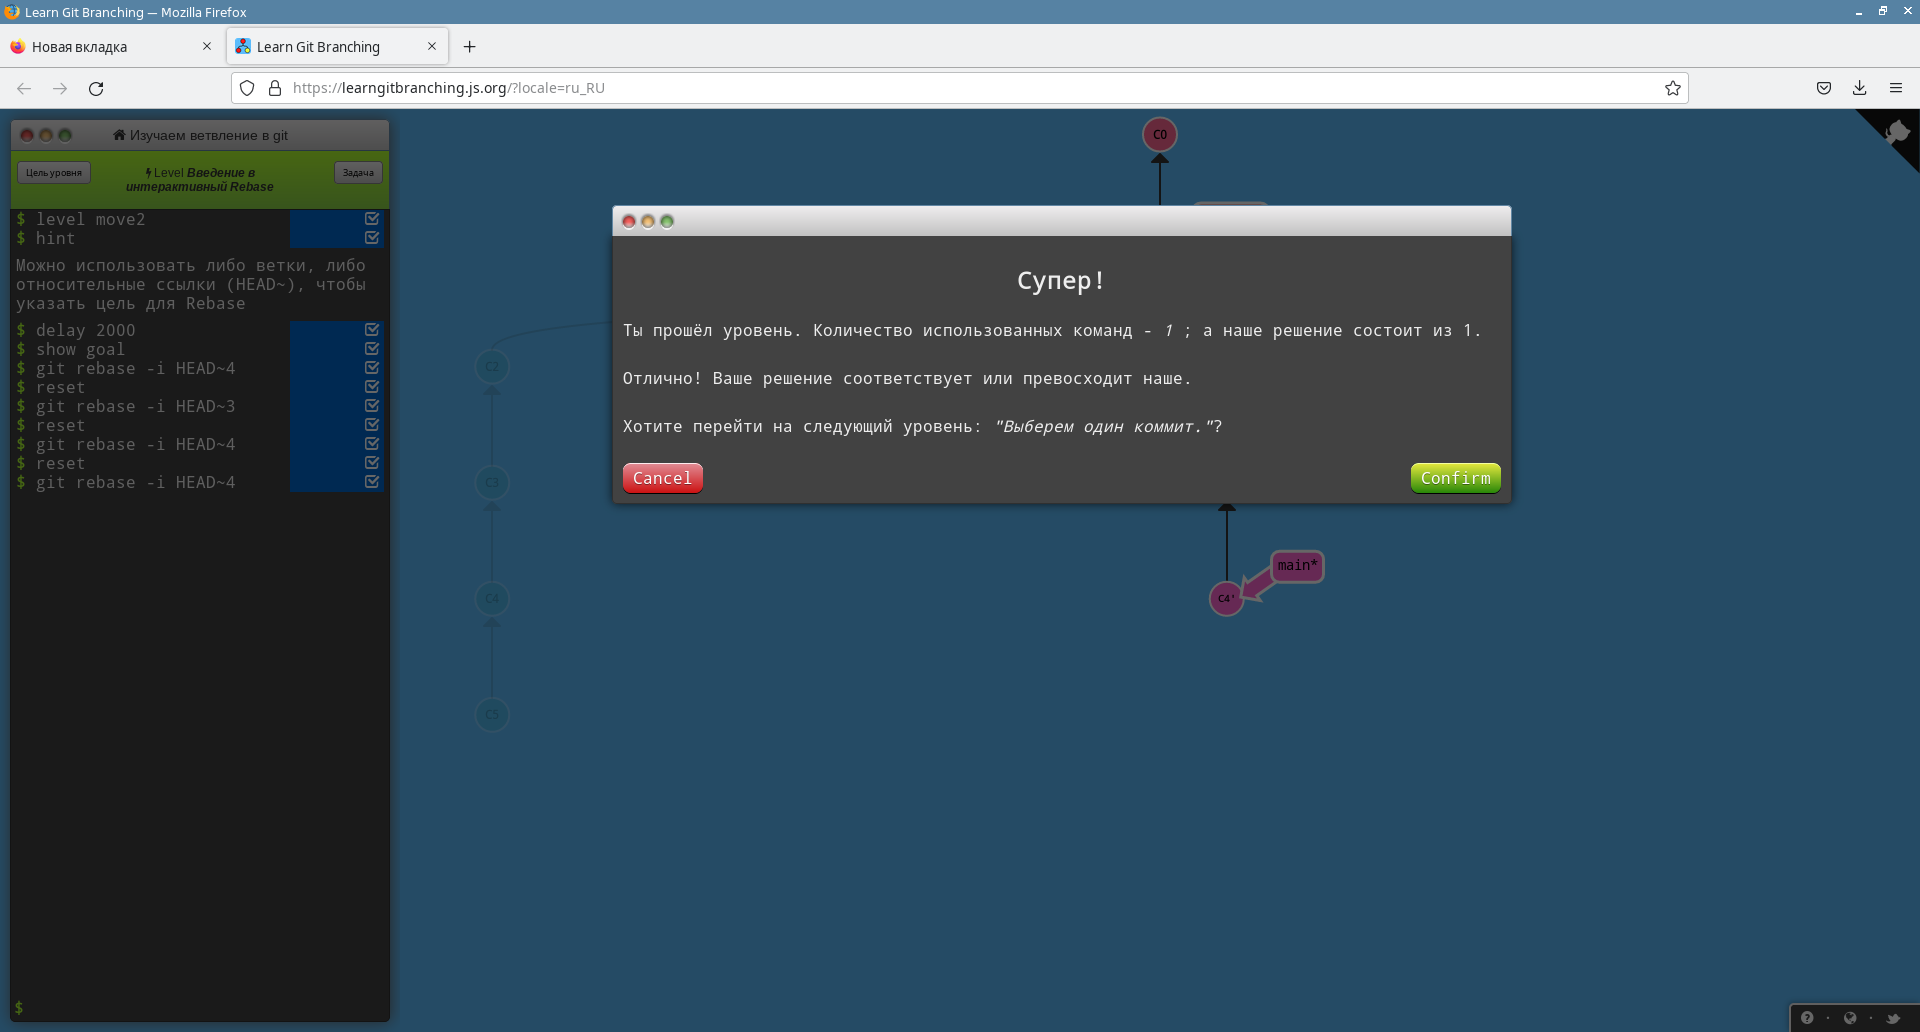 Learn Git Branching — Mozilla Firefox
Новая вкладка
Learn Git Branching
https://learngitbranching.js.org/?locale=ru_RU
Изучаем ветвление в git
Цель уровня
Level Введение в
интерактивный Rebase
Задача
$ level move2
$ hint
Можно использовать либо ветки, либо
относительные ссылки (HEAD~), чтобы
указать цель для Rebase
$ delay 2000
$ show goal
$ git rebase -i HEAD~4
$ reset
$ git rebase -i HEAD~3
$ reset
$ git rebase -i HEAD~4
$ reset
$ git rebase -i HEAD~4
$
C0
Супер!
Ты прошёл уровень. Количество использованных команд - 1 ; а наше решение состоит из 1.
Отлично! Ваше решение соответствует или превосходит наше.
Хотите перейти на следующий уровень: "Выберем один коммит."?
Cancel
Confirm
C2
C3
C4
C5
main*
C4'